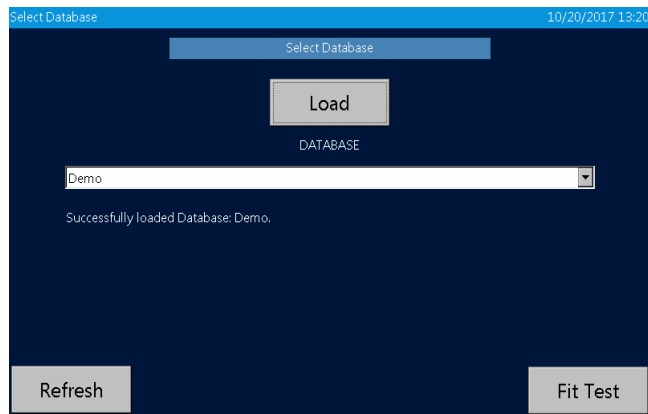 Select Database 10/20/2017 13:20
Select Database
Load
DATABASE
Demo
Successfully loaded Database: Demo.
Refresh Fit Test